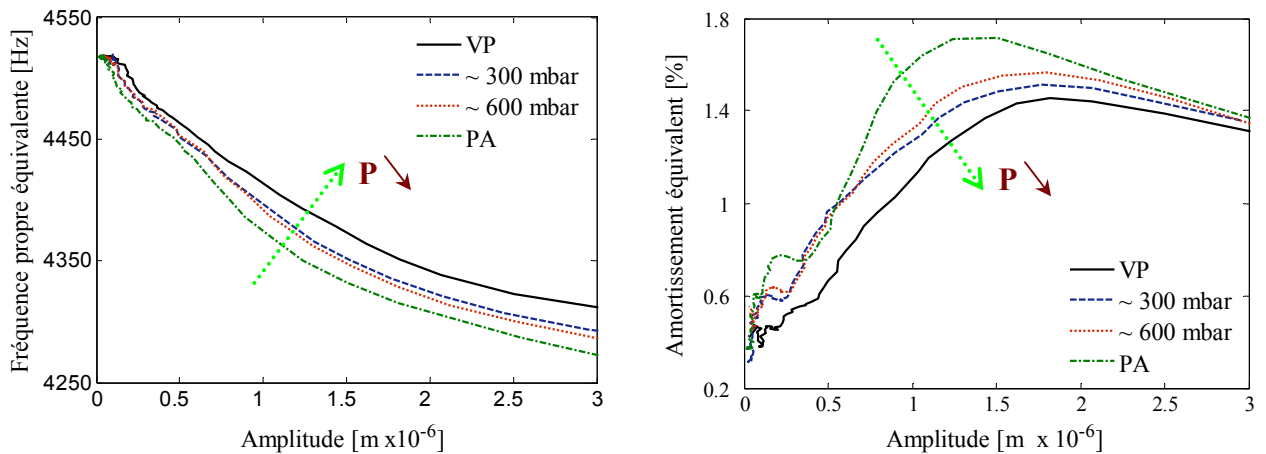 Fréquence propre équivalente [Hz]
4550
4450
4350
4250
VP
~ 300 mbar
~ 600 mbar
PA
P
0
0.5
1
1.5
2
2.5
3
Amplitude [m x10-6]
Amortissement équivalent [%]
1.8
1.4
1
0.6
0.2
P
VP
~ 300 mbar
~ 600 mbar
PA
0
0.5
1
1.5
2
2.5
3
Amplitude [m x 10-6]